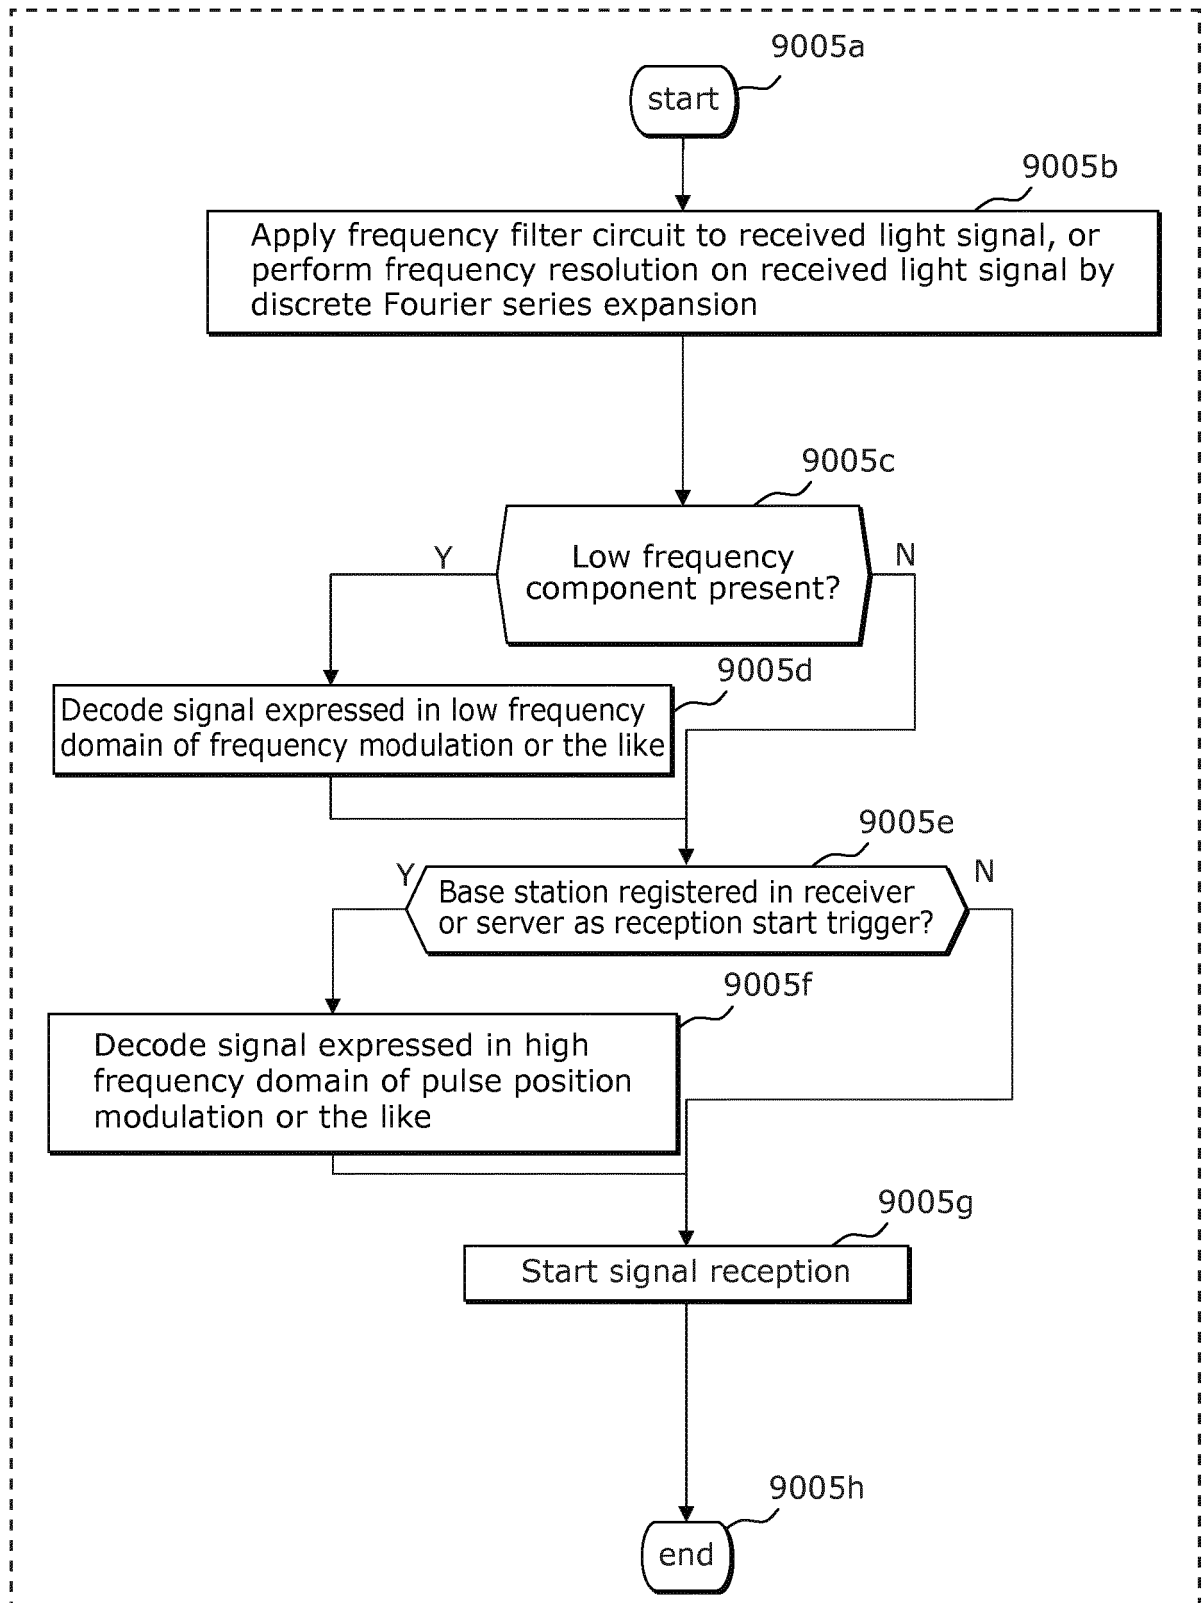 9005a
start
9005b
Apply frequency filter circuit to received light signal, or
perform frequency resolution on received light signal by
discrete Fourier series expansion
9005c
Low frequency
component present?
Y
N
9005d
Decode signal expressed in low frequency
domain of frequency modulation or the like
9005e
Y
N
Base station registered in receiver
or server as reception start trigger?
9005f
Decode signal expressed in high
frequency domain of pulse position
modulation or the like
9005g
Start signal reception
9005h
end